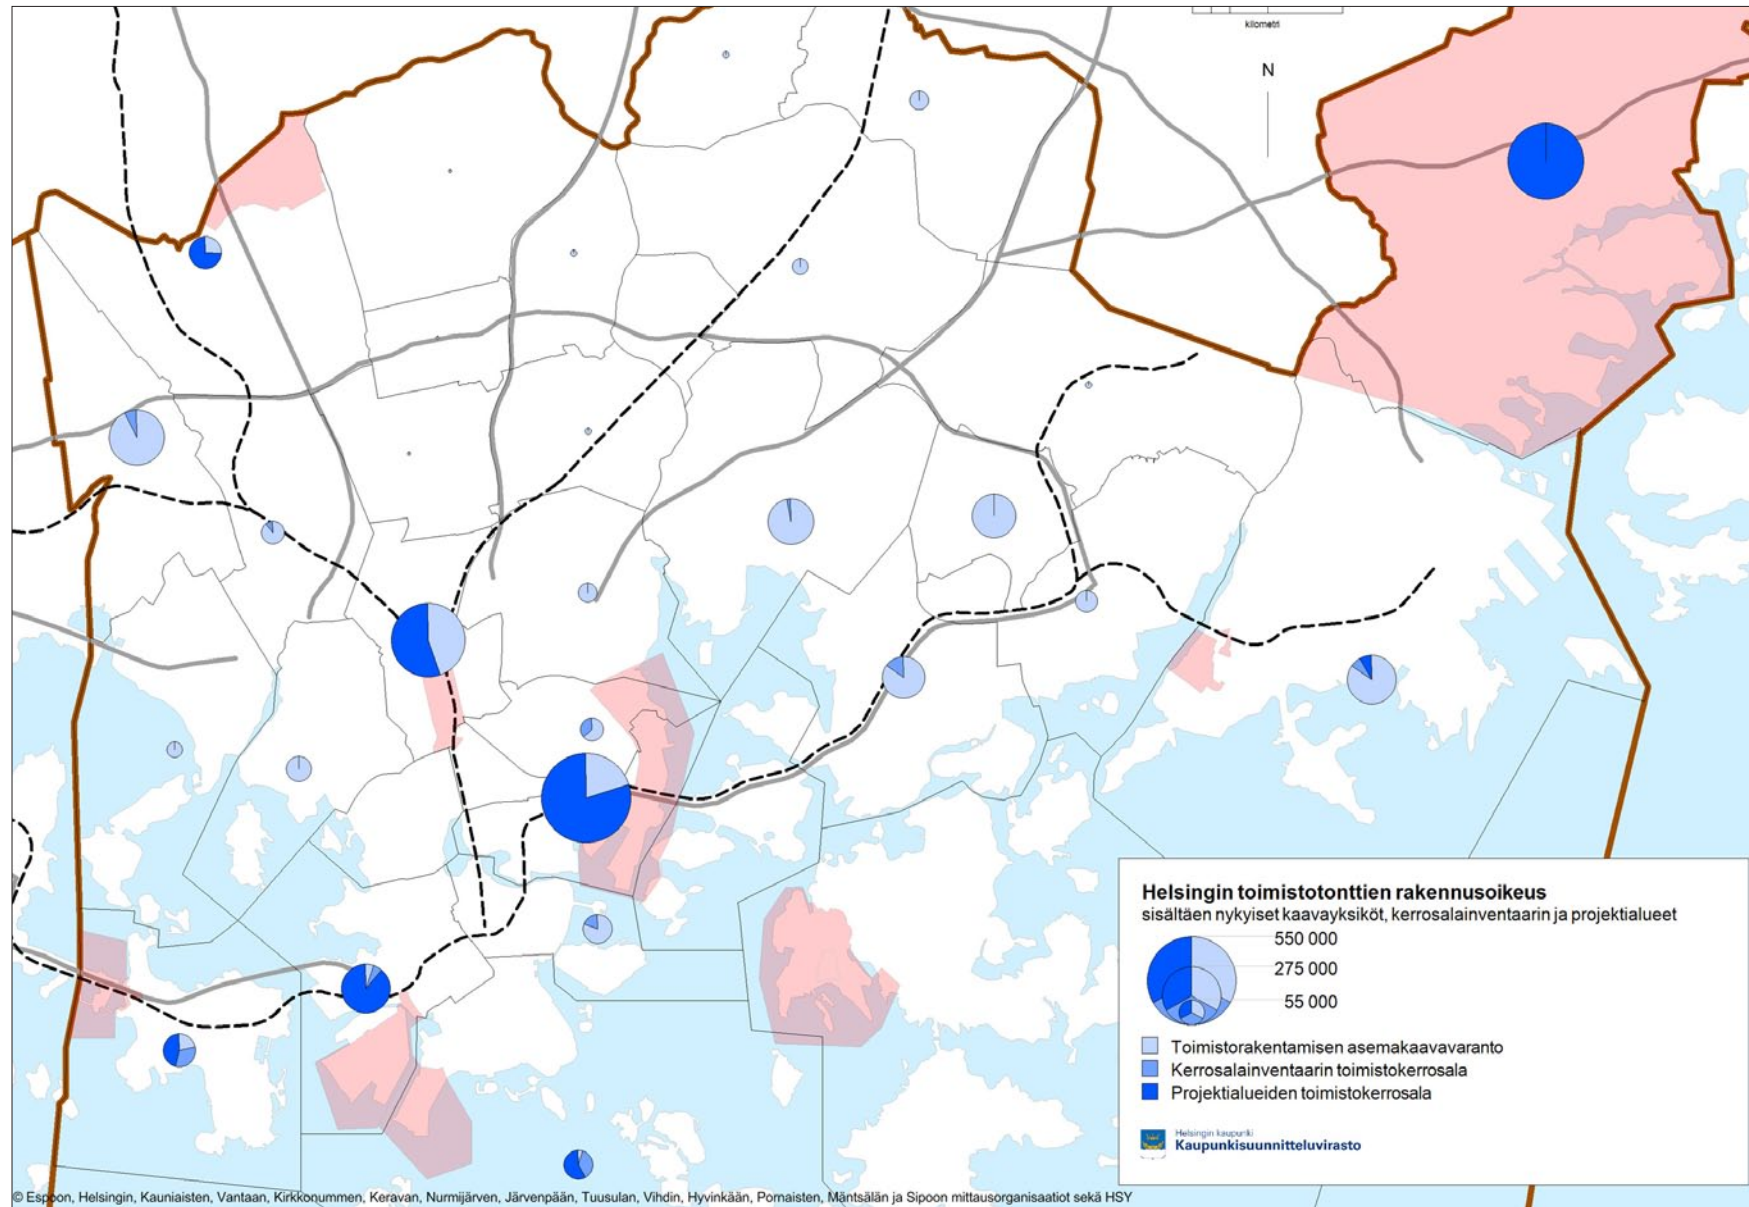 kilometri
N
Helsingin toimistotonttien rakennusoikeus
sisältäen nykyiset kaavayksiköt, kerrosalainventaarin ja projektialueet
550 000
275 000
55 000
Toimistorakentamisen asemakaavavaranto
Kerrosalainventaarin toimistokerrosala
Projektialueiden toimistokerrosala
Helsingin kaupunki
Kaupunkisuunnitteluvirasto
© Espoon, Helsingin, Kauniaisten, Vantaan, Kirkkonummen, Keravan, Nurmijärven, Järvenpään, Tuusulan, Vihdin, Hyvinkään, Pornaisten, Mäntsälän ja Sipoon mittausorganisaatiot sekä HSY